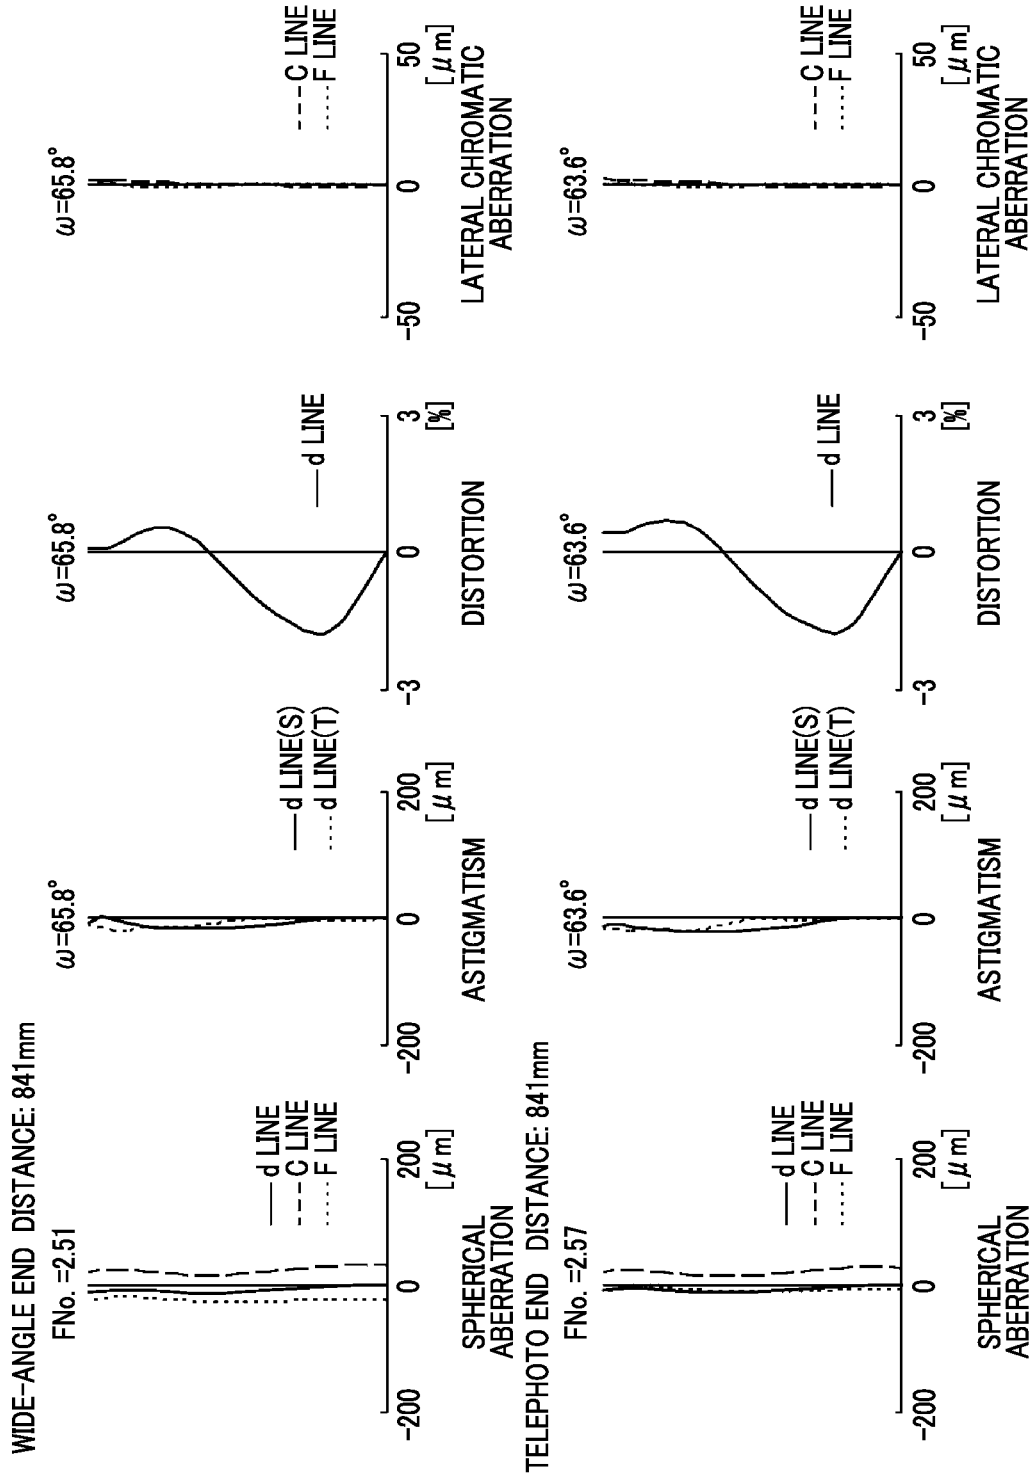 WIDE-ANGLE END DISTANCE: 841mm
FNo. =2.51
d LINE
C LINE
F LINE
-200 0 200
[μm]
SPHERICAL
ABERRATION
ω=65.8°
d LINE(S)
d LINE(T)
-200 0 200
[μm]
ASTIGMATISM
ω=65.8°
d LINE
-3 0 3
[%]
DISTORTION
ω=65.8°
C LINE
F LINE
-50 0 50
[μm]
LATERAL CHROMATIC
ABERRATION
TELEPHOTO END DISTANCE: 841mm
FNo. =2.57
d LINE
C LINE
F LINE
-200 0 200
[μm]
SPHERICAL
ABERRATION
ω=63.6°
d LINE(S)
d LINE(T)
-200 0 200
[μm]
ASTIGMATISM
ω=63.6°
d LINE
-3 0 3
[%]
DISTORTION
ω=63.6°
C LINE
F LINE
-50 0 50
[μm]
LATERAL CHROMATIC
ABERRATION